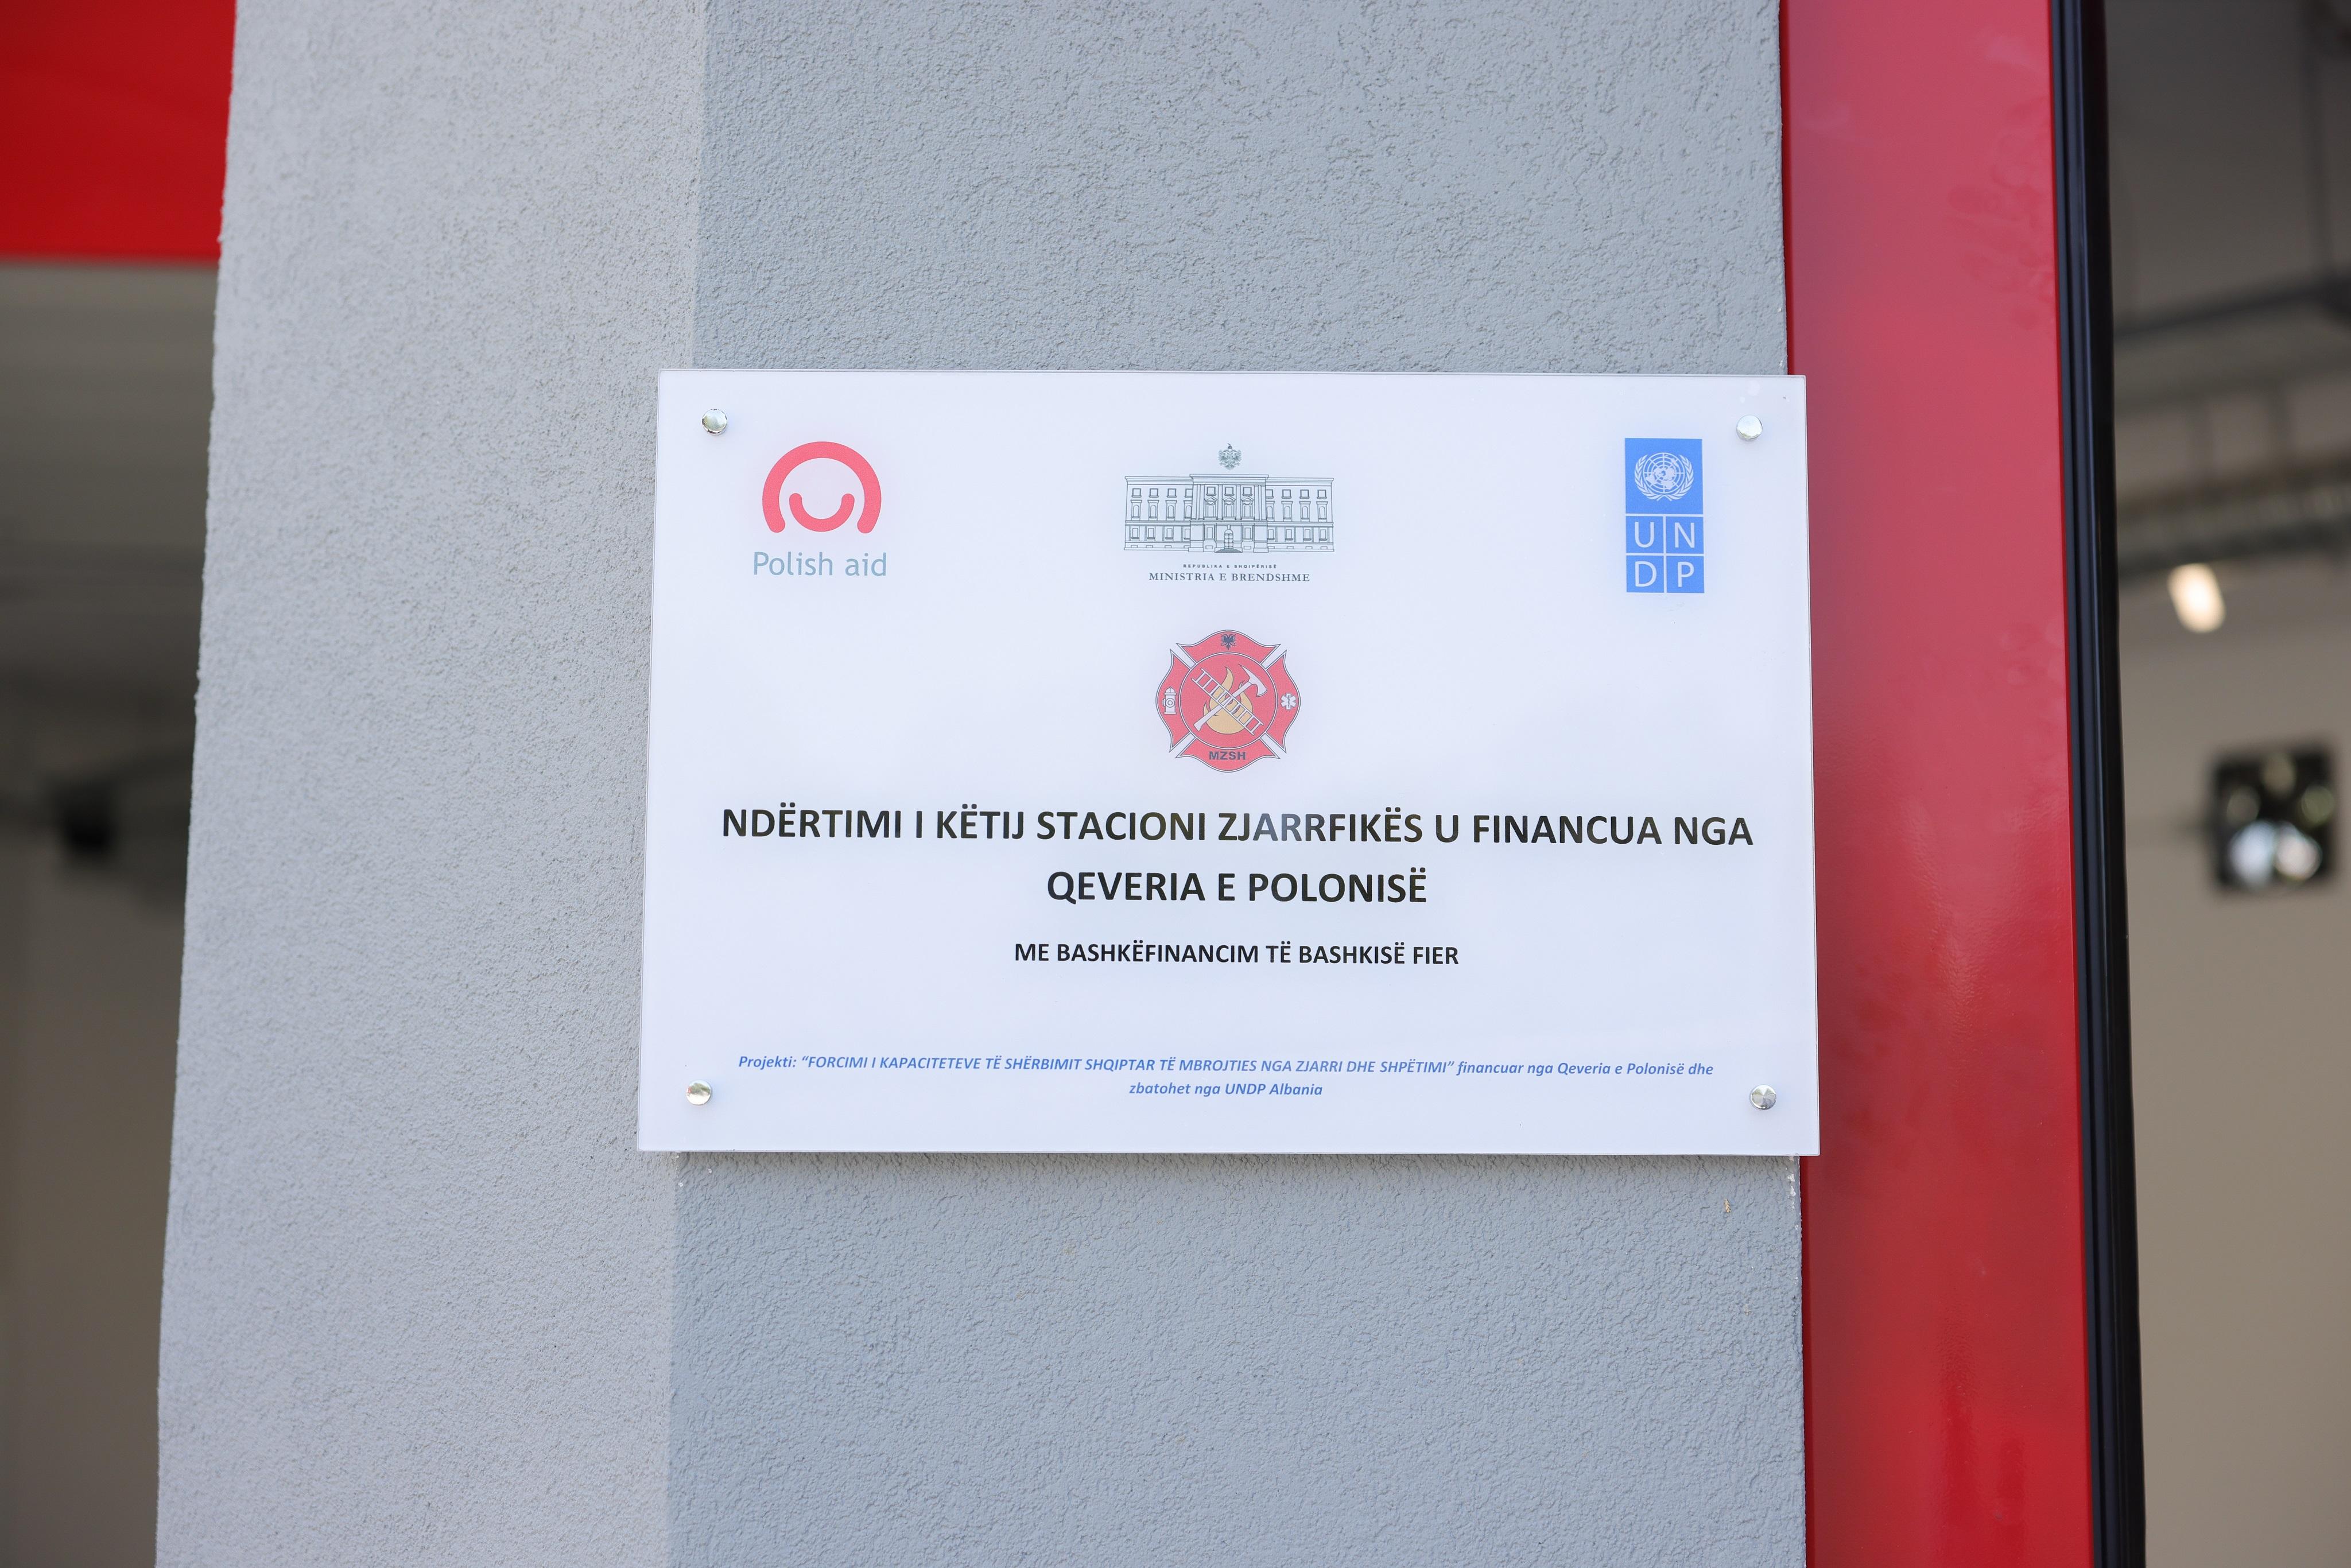 Polish aid
REPUBLIKA E SHQIPËRISË
MINISTRIA E BRENDSHME
U N
D P
MZSH
NDËRTIMI I KËTIJ STACIONI ZJARRFIKËS U FINANCUA NGA
QEVERIA E POLONISË
ME BASHKËFINANCIM TË BASHKISË FIER
Projekti: “FORCIMI I KAPACITETEVE TË SHËRBIMIT SHQIPTAR TË MBROJTIES NGA ZJARRI DHE SHPËTIMI” financuar nga Qeveria e Polonisë dhe
zbatohet nga UNDP Albania